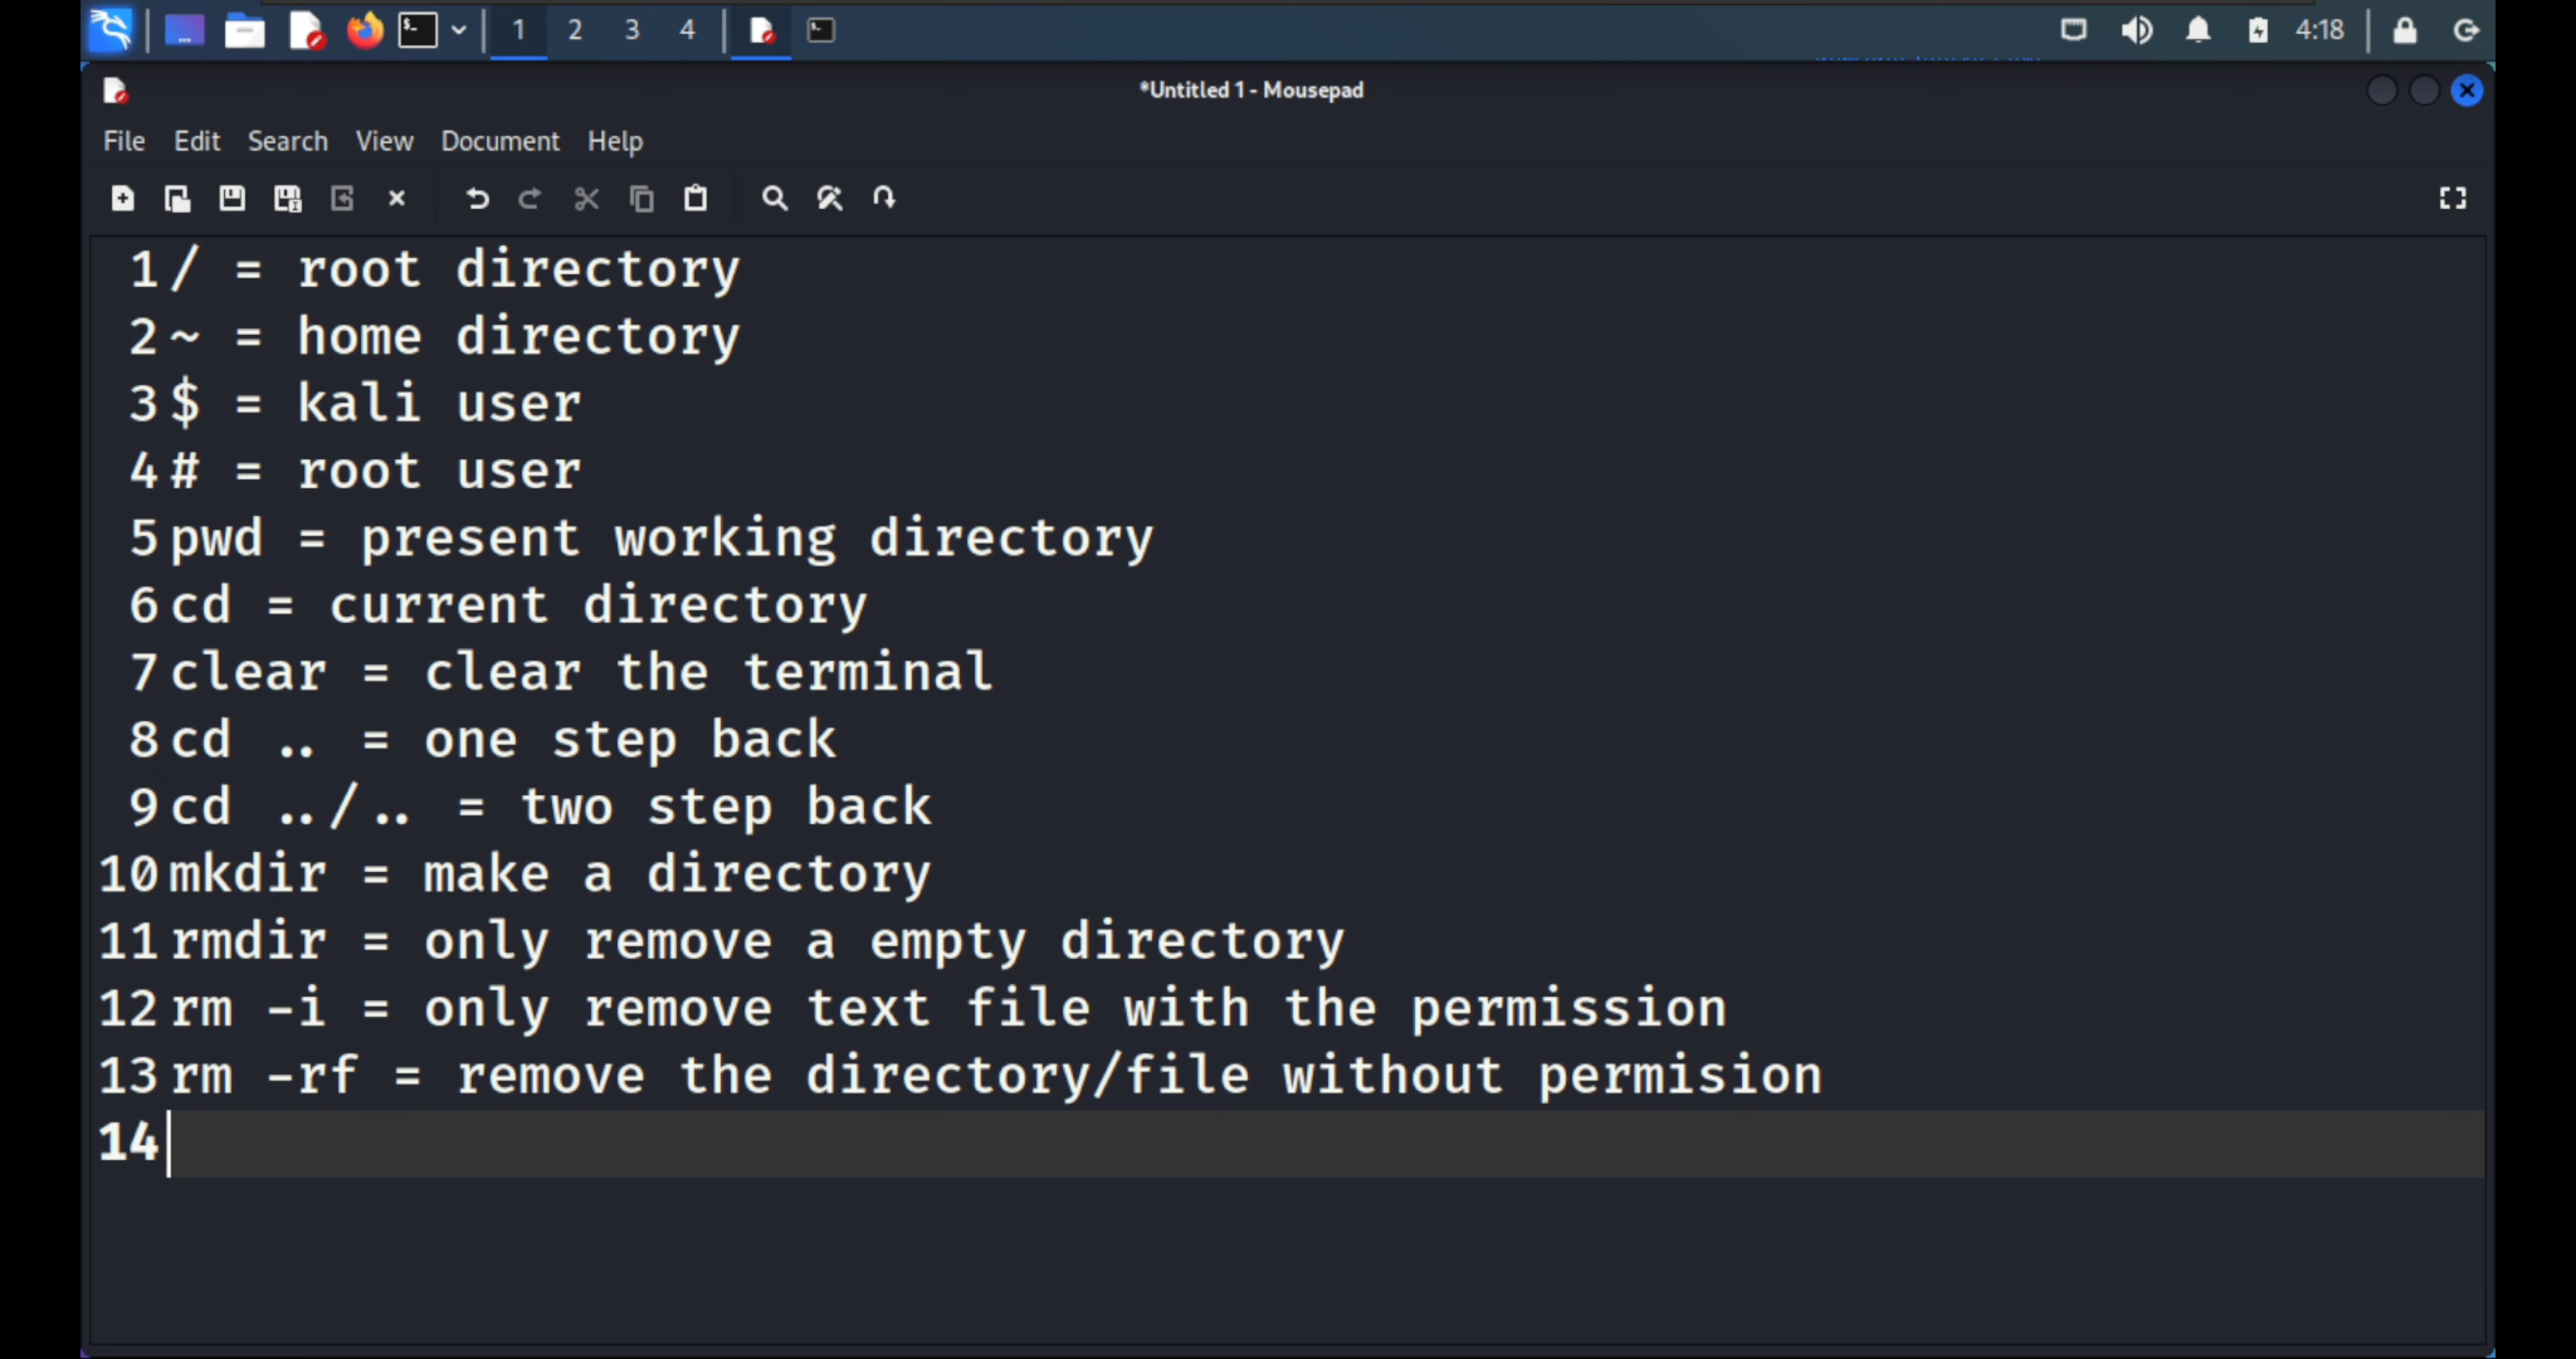 1 2 3 4
4:18
*Untitled 1 - Mousepad
File Edit Search View Document Help
1 / = root directory
2 ~ = home directory
3 $ = kali user
4 # = root user
5 pwd = present working directory
6 cd = current directory
7 clear = clear the terminal
8 cd .. = one step back
9 cd ../.. = two step back
10 mkdir = make a directory
11 rmdir = only remove a empty directory
12 rm -i = only remove text file with the permission
13 rm -rf = remove the directory/file without permision
14